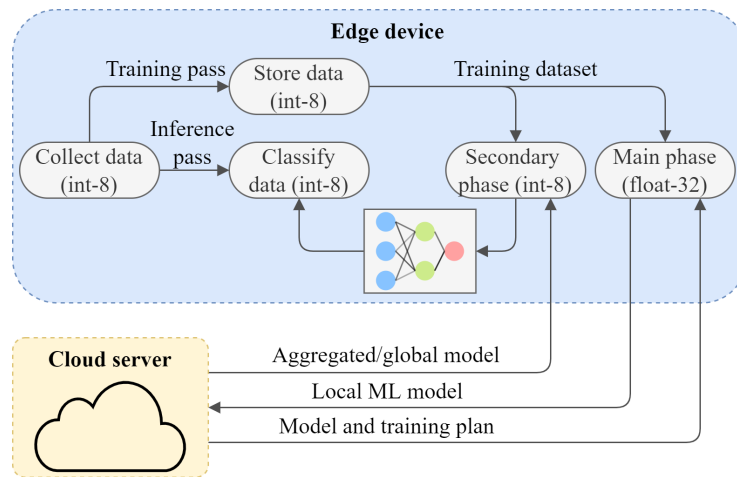 Edge device
Training pass
Store data
(int-8)
Training dataset
Inference
pass
Collect data
(int-8)
Classify
data (int-8)
Secondary
phase (int-8)
Main phase
(float-32)
Cloud server
Aggregated/global model
Local ML model
Model and training plan